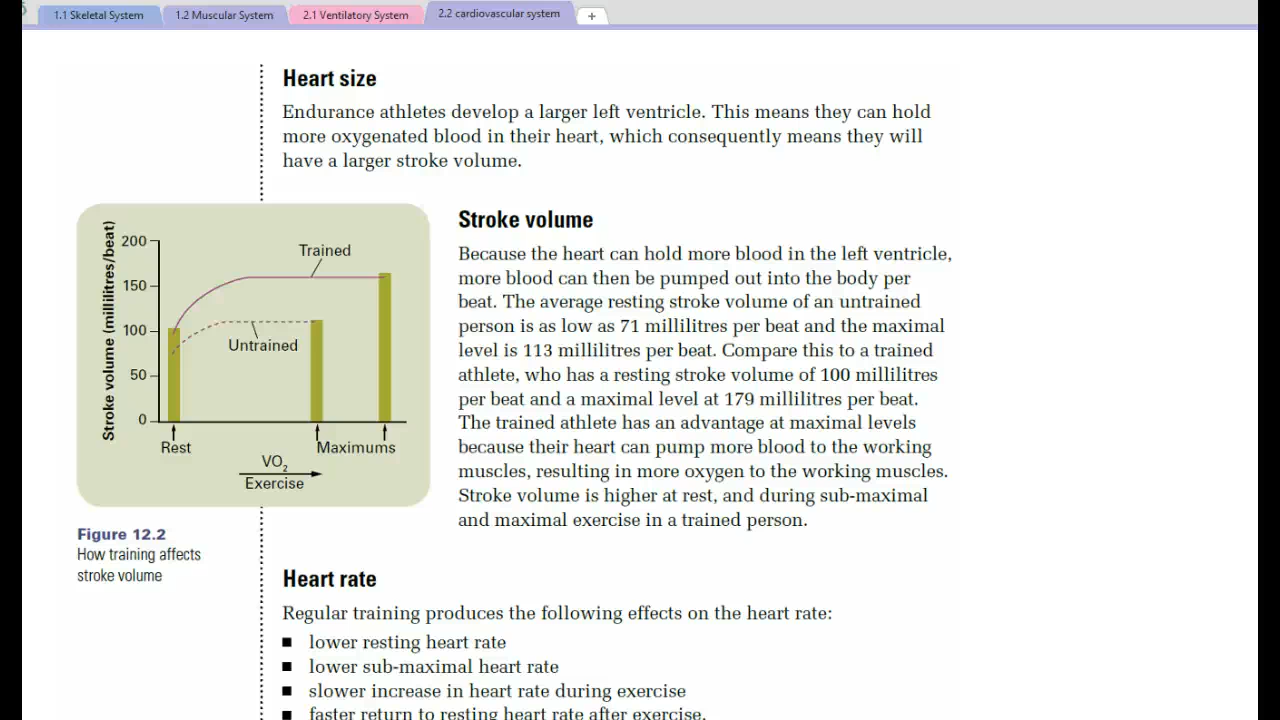 1.1 Skeletal System
1.2 Muscular System
2.1 Ventilatory System
2.2 cardiovascular system
+
Heart size
Endurance athletes develop a larger left ventricle. This means they can hold
more oxygenated blood in their heart, which consequently means they will
have a larger stroke volume.
Stroke volume (millilitres/beat)
200
150
100
50
0
Trained
Untrained
Rest
Maximums
VO2
Exercise
Figure 12.2
How training affects
stroke volume
Stroke volume
Because the heart can hold more blood in the left ventricle,
more blood can then be pumped out into the body per
beat. The average resting stroke volume of an untrained
person is as low as 71 millilitres per beat and the maximal
level is 113 millilitres per beat. Compare this to a trained
athlete, who has a resting stroke volume of 100 millilitres
per beat and a maximal level at 179 millilitres per beat.
The trained athlete has an advantage at maximal levels
because their heart can pump more blood to the working
muscles, resulting in more oxygen to the working muscles.
Stroke volume is higher at rest, and during sub-maximal
and maximal exercise in a trained person.
Heart rate
Regular training produces the following effects on the heart rate:
■ lower resting heart rate
■ lower sub-maximal heart rate
■ slower increase in heart rate during exercise
■ faster return to resting heart rate after exercise.